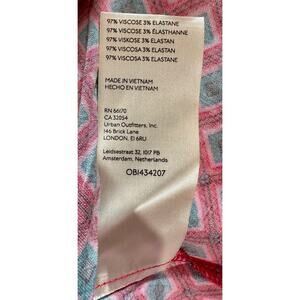 97% VISCOSE 3% ELASTANE
97% VISCOSE 3% ÉLASTHANNE
97% VISKOSE 3% ELASTAN
97% VISCOSA 3% ELASTAN
97% VISCOSA 3% ELASTANE
MADE IN VIETNAM
HECHO EN VIETNAM
RN 66170
CA 32054
Urban Outfitters, Inc.
146 Brick Lane
LONDON, E1 6RU
Leidsestraat 32, 1017 PB
Amsterdam, Netherlands
OB1434207